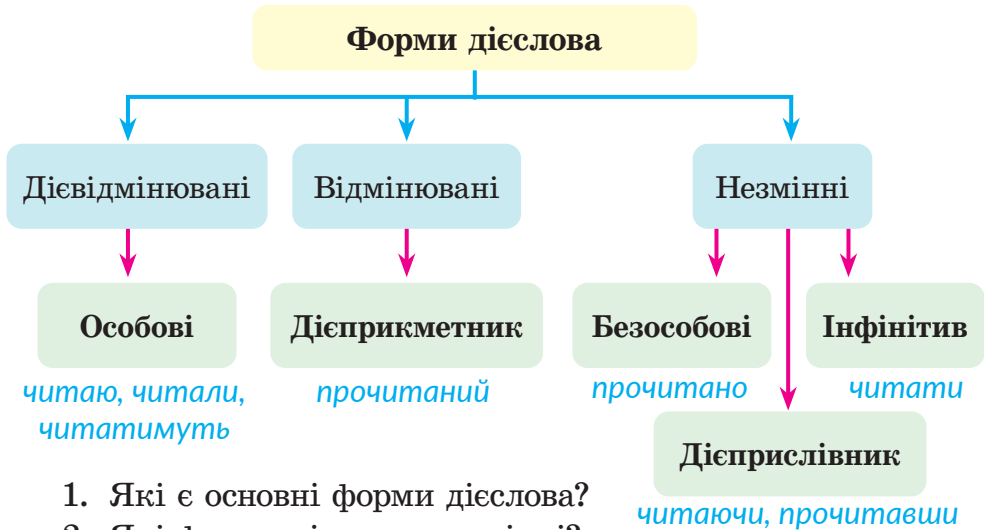 Форми дієслова
Дієвідмінювані
Відмінювані
Незмінні
Особові
Дієприкметник
Безособові
Інфінітив
читаю, читали,
читатимуть
прочитаний
прочитано
читати
Дієприслівник
читаючи, прочитавши
1. Які є основні форми дієслова?